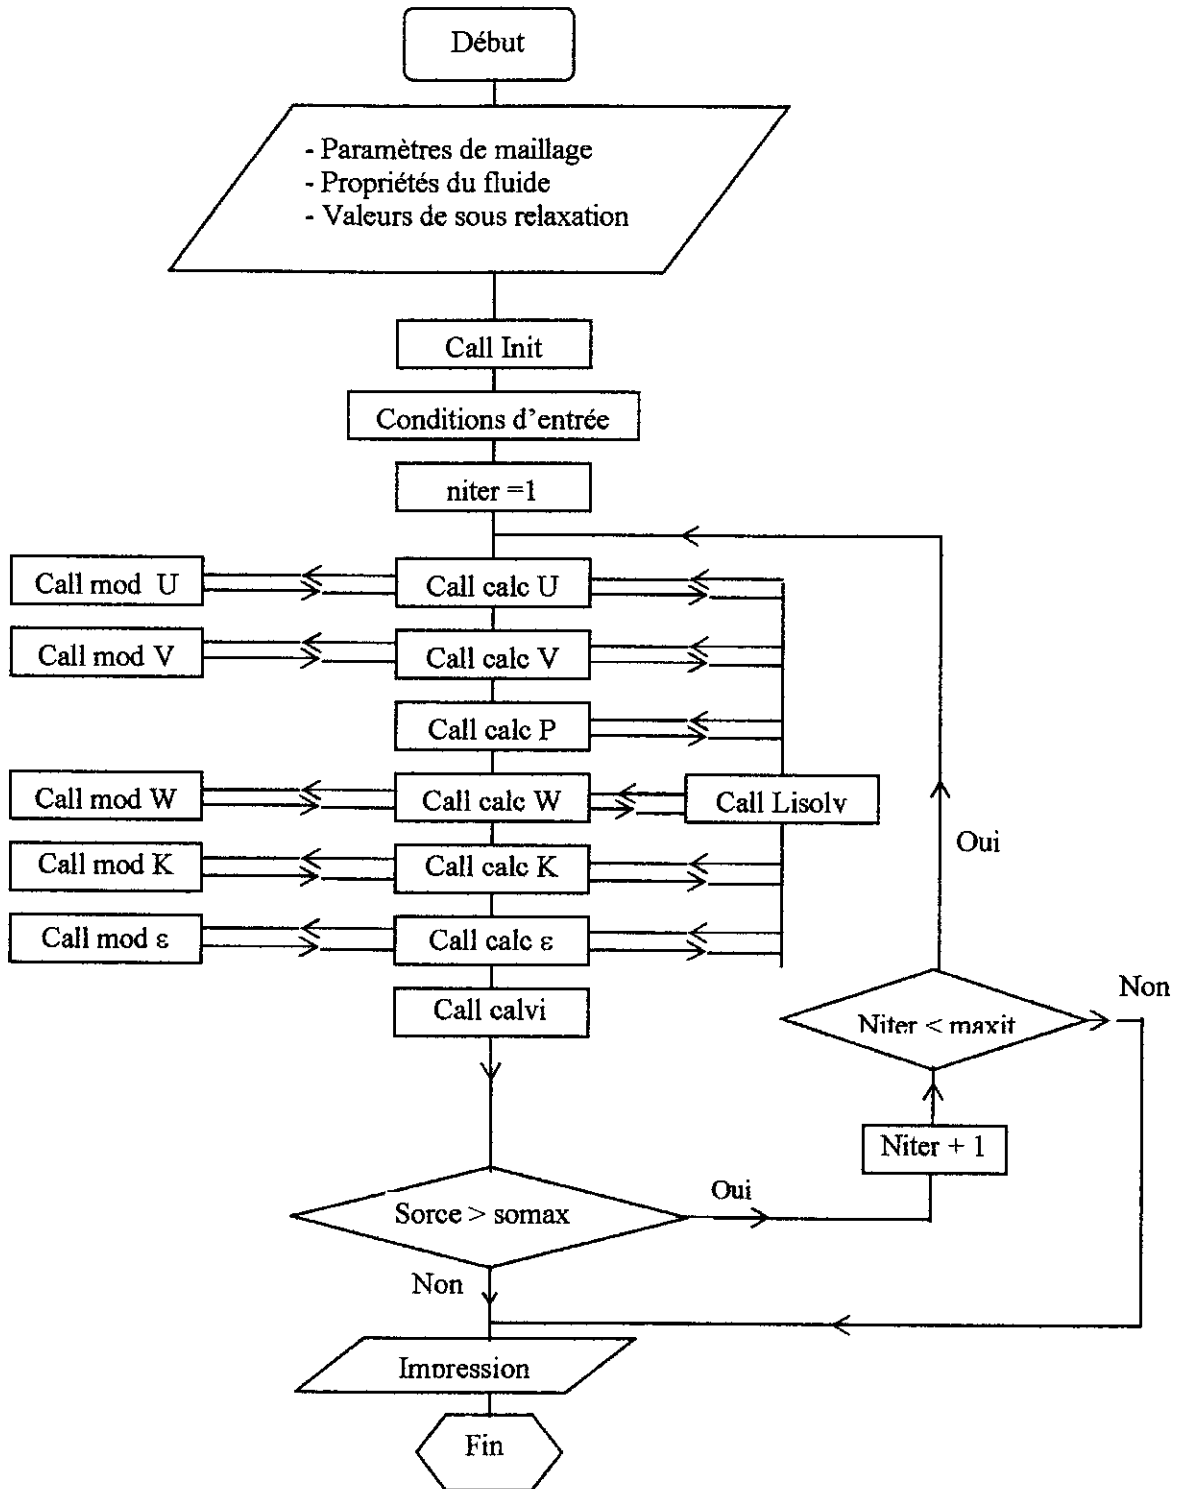 Début
- Paramètres de maillage
- Propriétés du fluide
- Valeurs de sous relaxation
Call Init
Conditions d'entrée
niter =1
Call mod U
Call calc U
Call mod V
Call calc V
Call calc P
Call mod W
Call calc W
Call Lisolv
Call mod K
Call calc K
Oui
Call mod ε
Call calc ε
Call calvi
Non
Niter < maxit
Niter + 1
Oui
Sorce > somax
Non
Impression
Fin